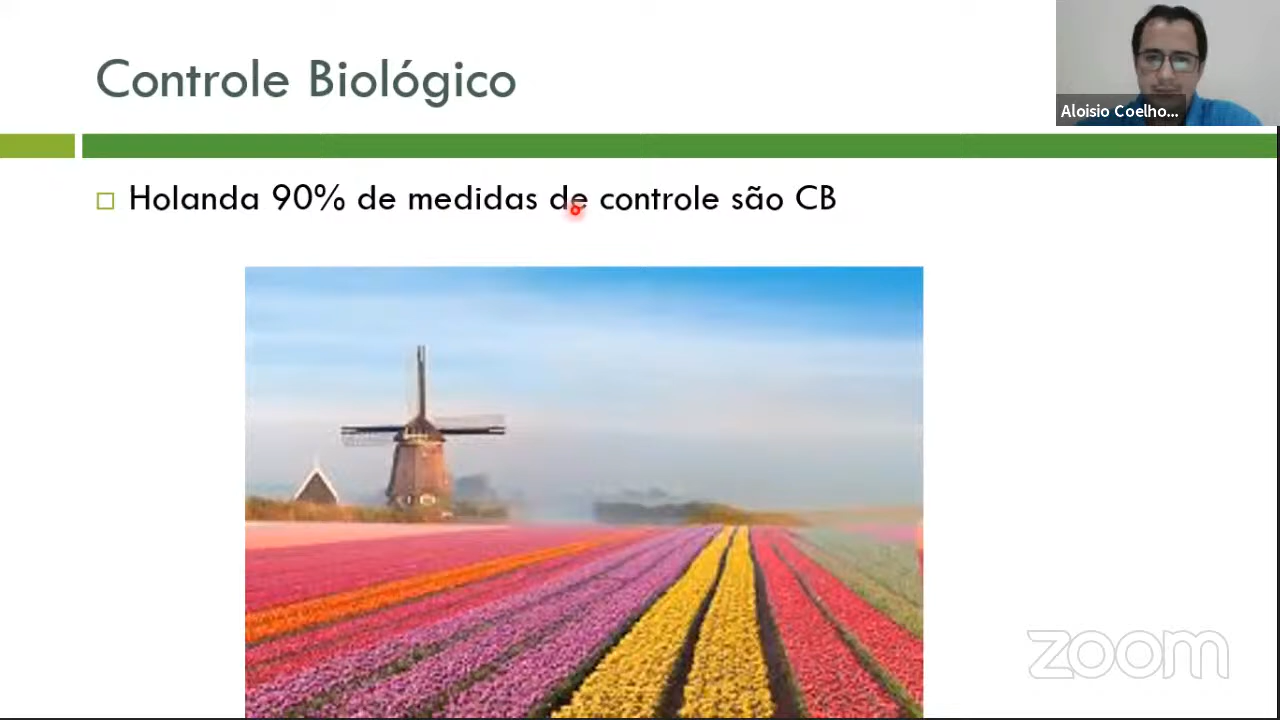 Controle Biológico
Aloisio Coelho...
Holanda 90% de medidas de controle são CB
zoom